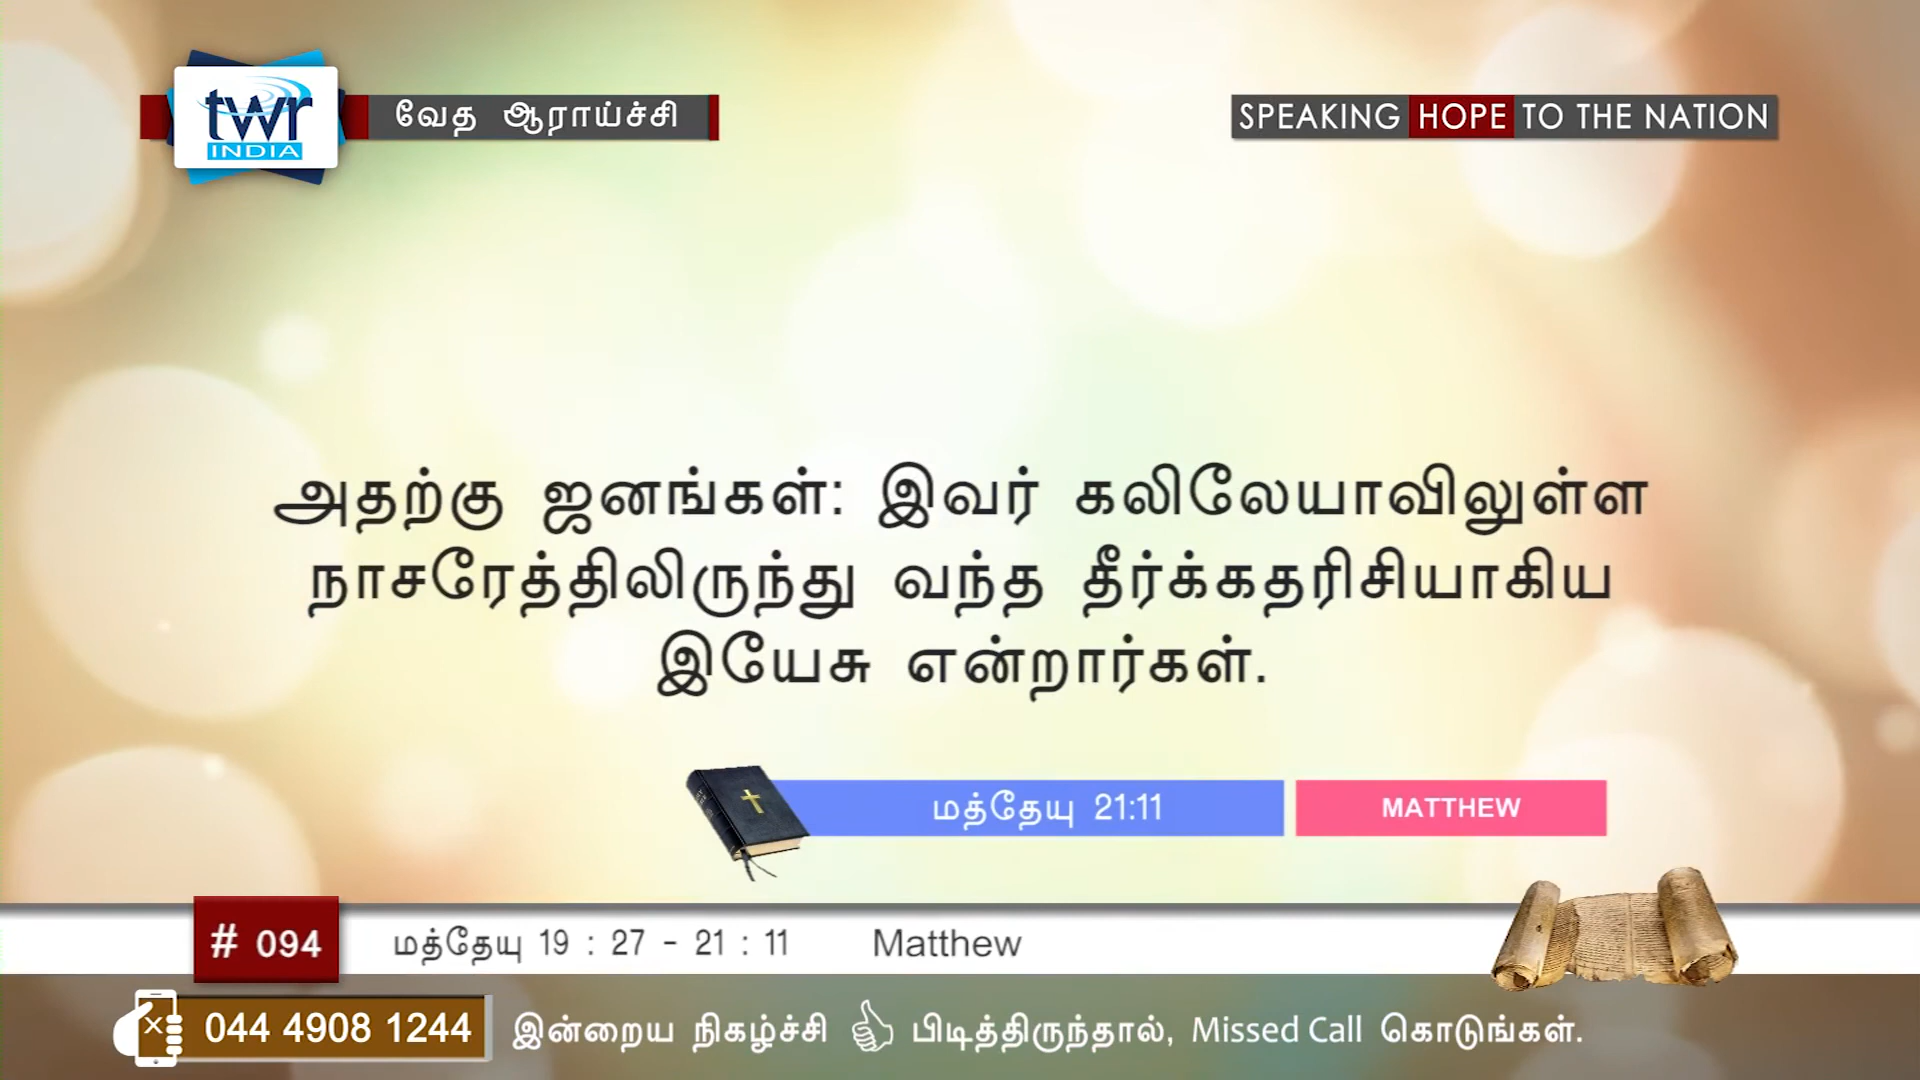 twr
INDIA
வேத ஆராய்ச்சி
SPEAKING HOPE TO THE NATION
அதற்கு ஜனங்கள்: இவர் கலிலேயாவிலுள்ள
நாசரேத்திலிருந்து வந்த தீர்க்கதரிசியாகிய
இயேசு என்றார்கள்.
மத்தேயு 21:11
MATTHEW
# 094
மத்தேயு 19 : 27 - 21 : 11 Matthew
044 4908 1244
இன்றைய நிகழ்ச்சி பிடித்திருந்தால், Missed Call கொடுங்கள்.